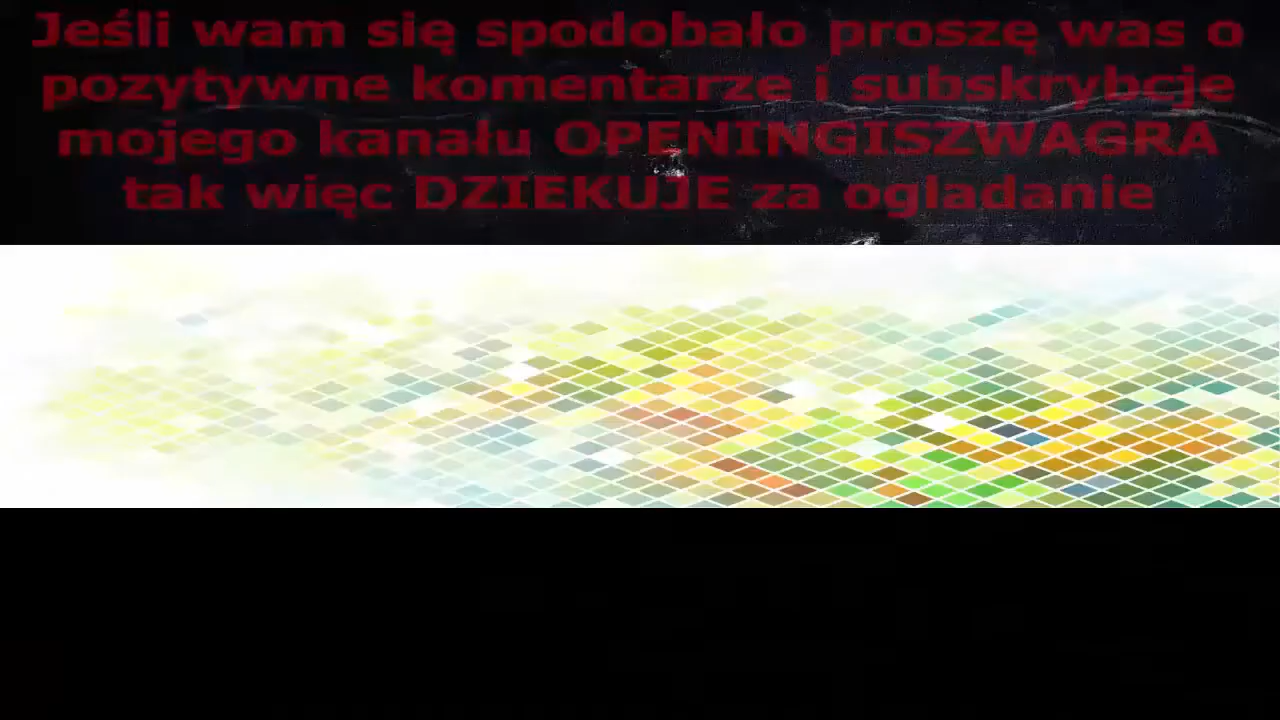 Jeśli wam się spodobało proszę was o
pozytywne komentarze i subskrybcje
mojego kanału OPENINGISZWAGRA
tak więc DZIEKUJE za ogladanie